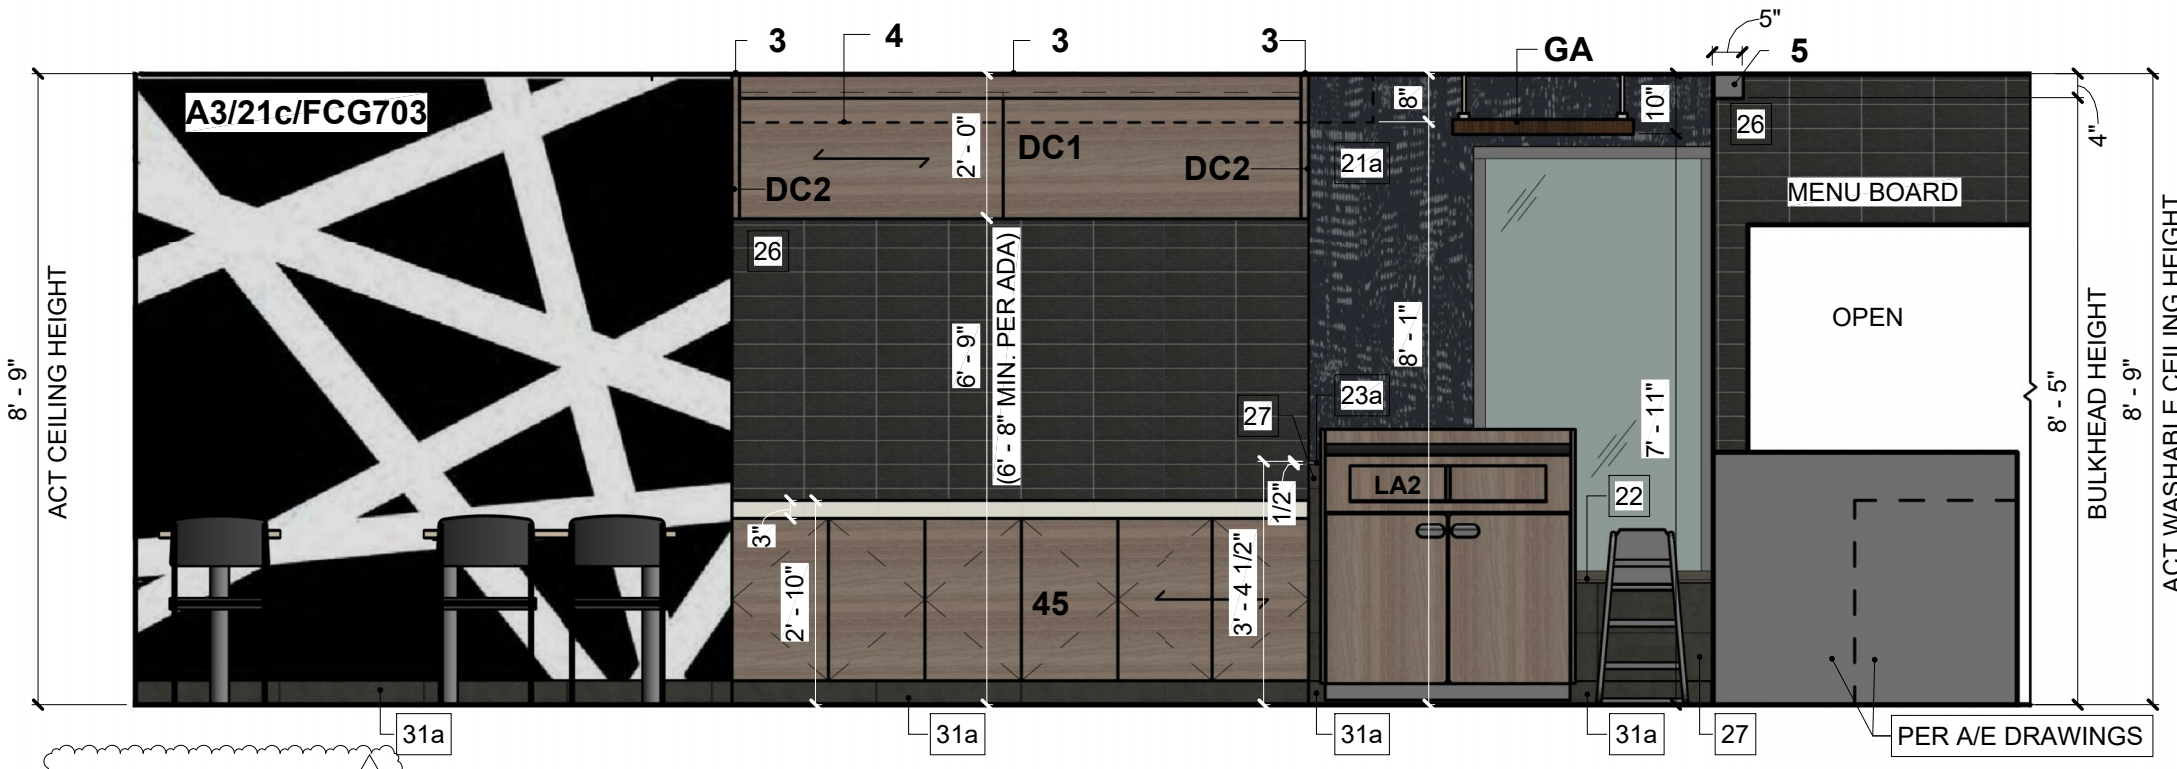 5"
3
4
3
3
GA
5
A3/21c/FCG703
2' - 0"
8"
10"
26
4"
DC1
21a
DC2
DC2
MENU BOARD
26
8' - 9"
ACT CEILING HEIGHT
6' - 9"
(6' - 8" MIN. PER ADA)
8' - 1"
OPEN
23a
27
7' - 11"
8' - 5"
BULKHEAD HEIGHT
8' - 9"
ACT WASHABLE CEILING HEIGHT
LA2
22
1/2"
3"
2' - 10"
45
3' - 4 1/2"
31a
31a
31a
31a
27
PER A/E DRAWINGS